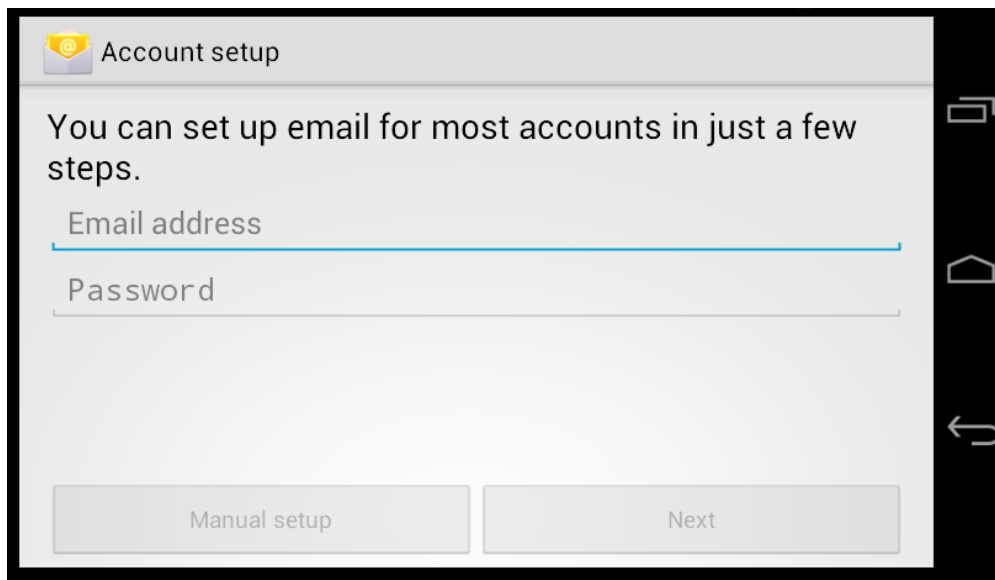 Account setup
You can set up email for most accounts in just a few
steps.
Email address
Password
Manual setup
Next